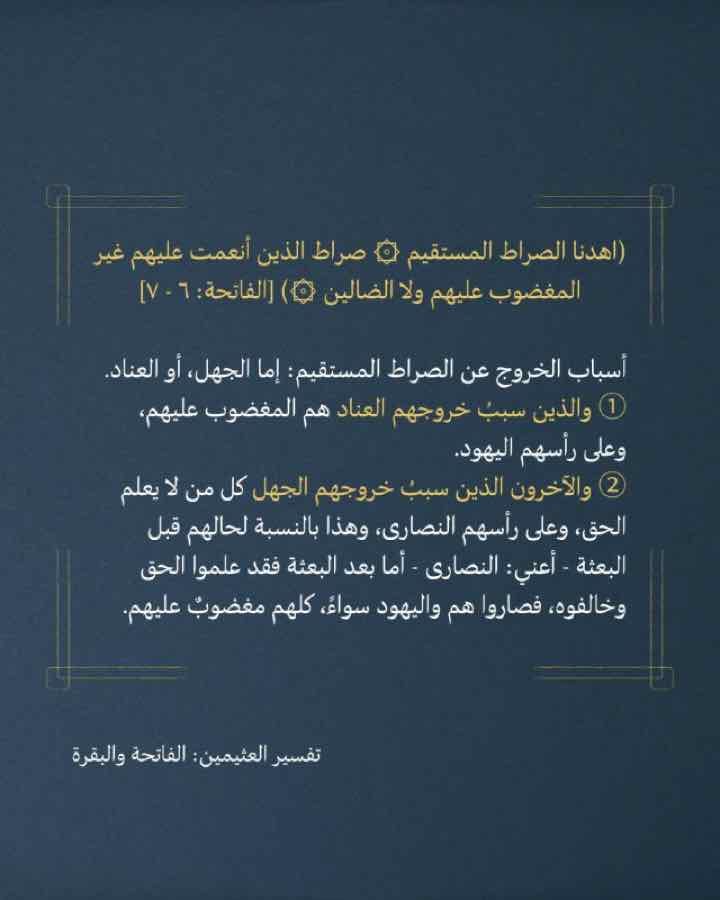 (اهدنا الصراط المستقيم ۞ صراط الذين أنعمت عليهم غير
المغضوب عليهم ولا الضالين ۞) [الفاتحة: ٦ - ٧]
أسباب الخروج عن الصراط المستقيم: إما الجهل، أو العناد.
① والذين سببُ خروجهم العناد هم المغضوب عليهم،
وعلى رأسهم اليهود.
② والآخرون الذين سببُ خروجهم الجهل كل من لا يعلم
الحق، وعلى رأسهم النصارى، وهذا بالنسبة لحالهم قبل
البعثة - أعني: النصارى - أما بعد البعثة فقد علموا الحق
وخالفوه، فصاروا هم واليهود سواءً، كلهم مغضوبٌ عليهم.
تفسير العثيمين: الفاتحة والبقرة